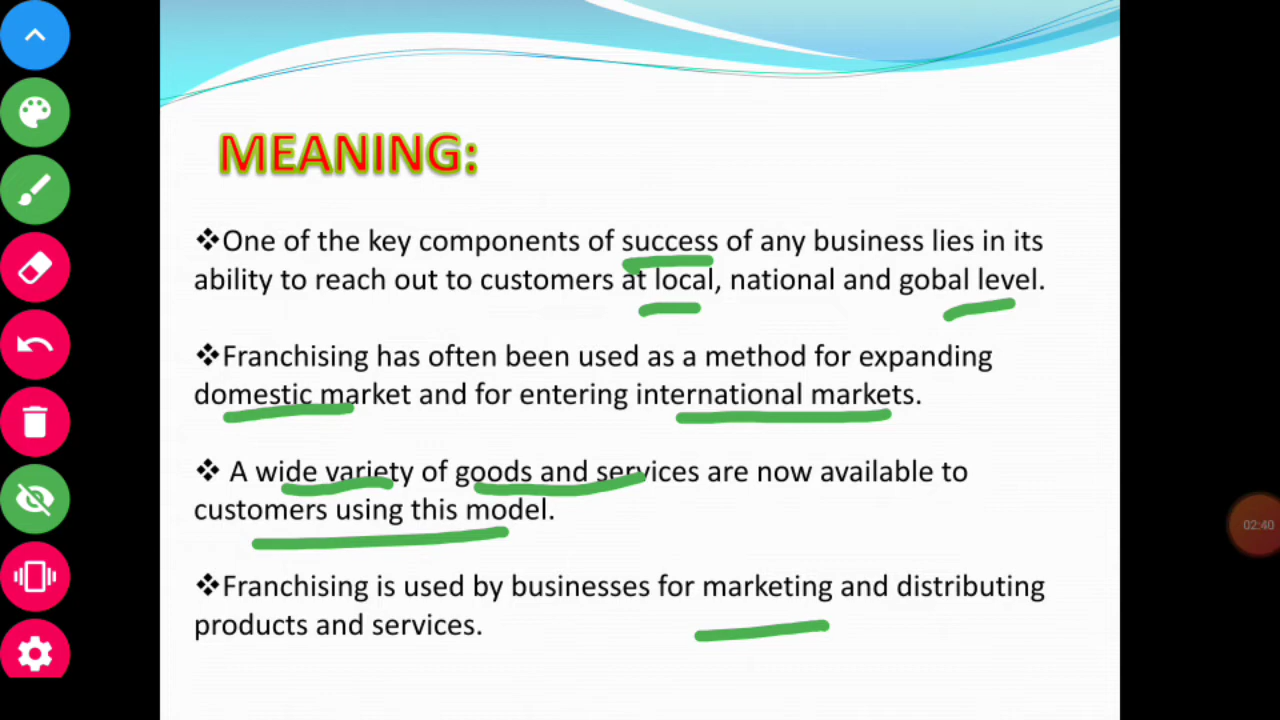 MEANING:
❖One of the key components of success of any business lies in its
ability to reach out to customers at local, national and gobal level.
❖Franchising has often been used as a method for expanding
domestic market and for entering international markets.
❖ A wide variety of goods and services are now available to
customers using this model.
❖Franchising is used by businesses for marketing and distributing
products and services.
02:40